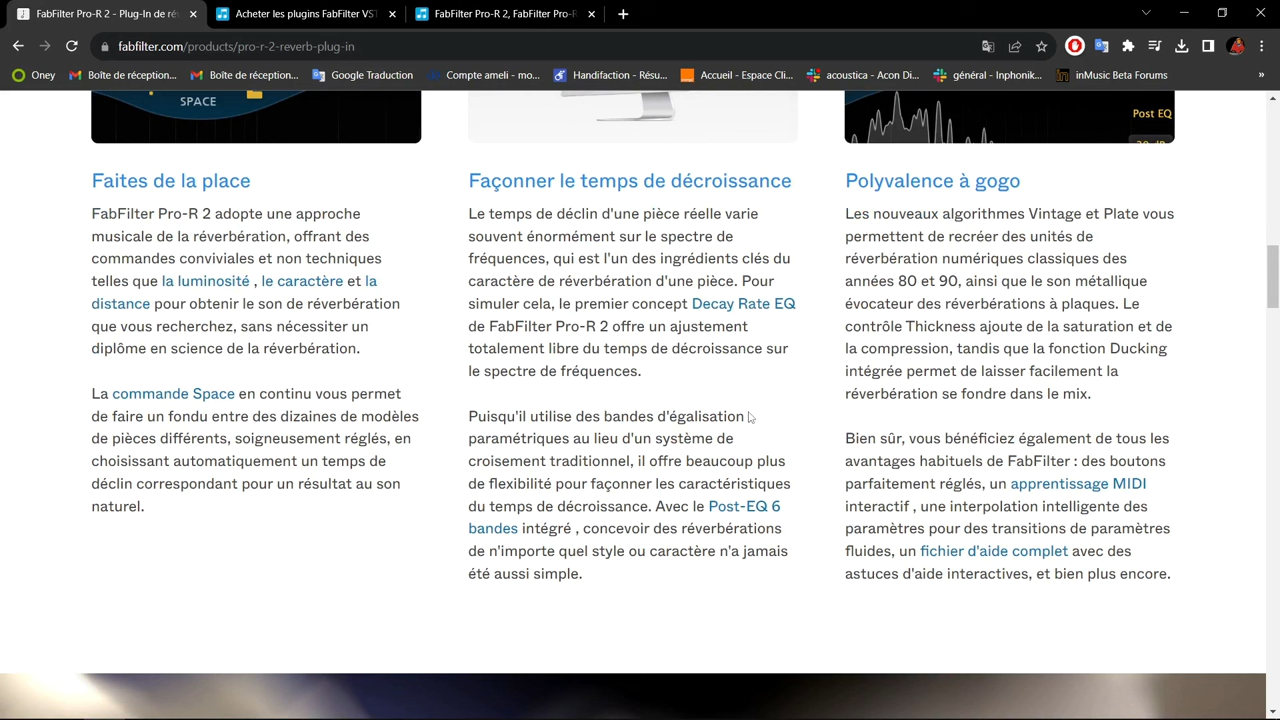 FabFilter Pro-R 2 - Plug-In de ré
Acheter les plugins FabFilter VST
FabFilter Pro-R 2, FabFilter Pro-R
fabfilter.com/products/pro-r-2-reverb-plug-in
Oney
Boîte de réception...
Boîte de réception...
Google Traduction
Compte ameli - mo...
Handifaction - Résu...
Accueil - Espace Cli...
acoustica - Acon Di...
général - Inphonik...
inMusic Beta Forums
»
SPACE
Post EQ
Faites de la place
FabFilter Pro-R 2 adopte une approche
musicale de la réverbération, offrant des
commandes conviviales et non techniques
telles que la luminosité , le caractère et la
distance pour obtenir le son de réverbération
que vous recherchez, sans nécessiter un
diplôme en science de la réverbération.
La commande Space en continu vous permet
de faire un fondu entre des dizaines de modèles
de pièces différents, soigneusement réglés, en
choisissant automatiquement un temps de
déclin correspondant pour un résultat au son
naturel.
Façonner le temps de décroissance
Le temps de déclin d'une pièce réelle varie
souvent énormément sur le spectre de
fréquences, qui est l'un des ingrédients clés du
caractère de réverbération d'une pièce. Pour
simuler cela, le premier concept Decay Rate EQ
de FabFilter Pro-R 2 offre un ajustement
totalement libre du temps de décroissance sur
le spectre de fréquences.
Puisqu'il utilise des bandes d'égalisation
paramétriques au lieu d'un système de
croisement traditionnel, il offre beaucoup plus
de flexibilité pour façonner les caractéristiques
du temps de décroissance. Avec le Post-EQ 6
bandes intégré , concevoir des réverbérations
de n'importe quel style ou caractère n'a jamais
été aussi simple.
Polyvalence à gogo
Les nouveaux algorithmes Vintage et Plate vous
permettent de recréer des unités de
réverbération numériques classiques des
années 80 et 90, ainsi que le son métallique
évocateur des réverbérations à plaques. Le
contrôle Thickness ajoute de la saturation et de
la compression, tandis que la fonction Ducking
intégrée permet de laisser facilement la
réverbération se fondre dans le mix.
Bien sûr, vous bénéficiez également de tous les
avantages habituels de FabFilter : des boutons
parfaitement réglés, un apprentissage MIDI
interactif , une interpolation intelligente des
paramètres pour des transitions de paramètres
fluides, un fichier d'aide complet avec des
astuces d'aide interactives, et bien plus encore.